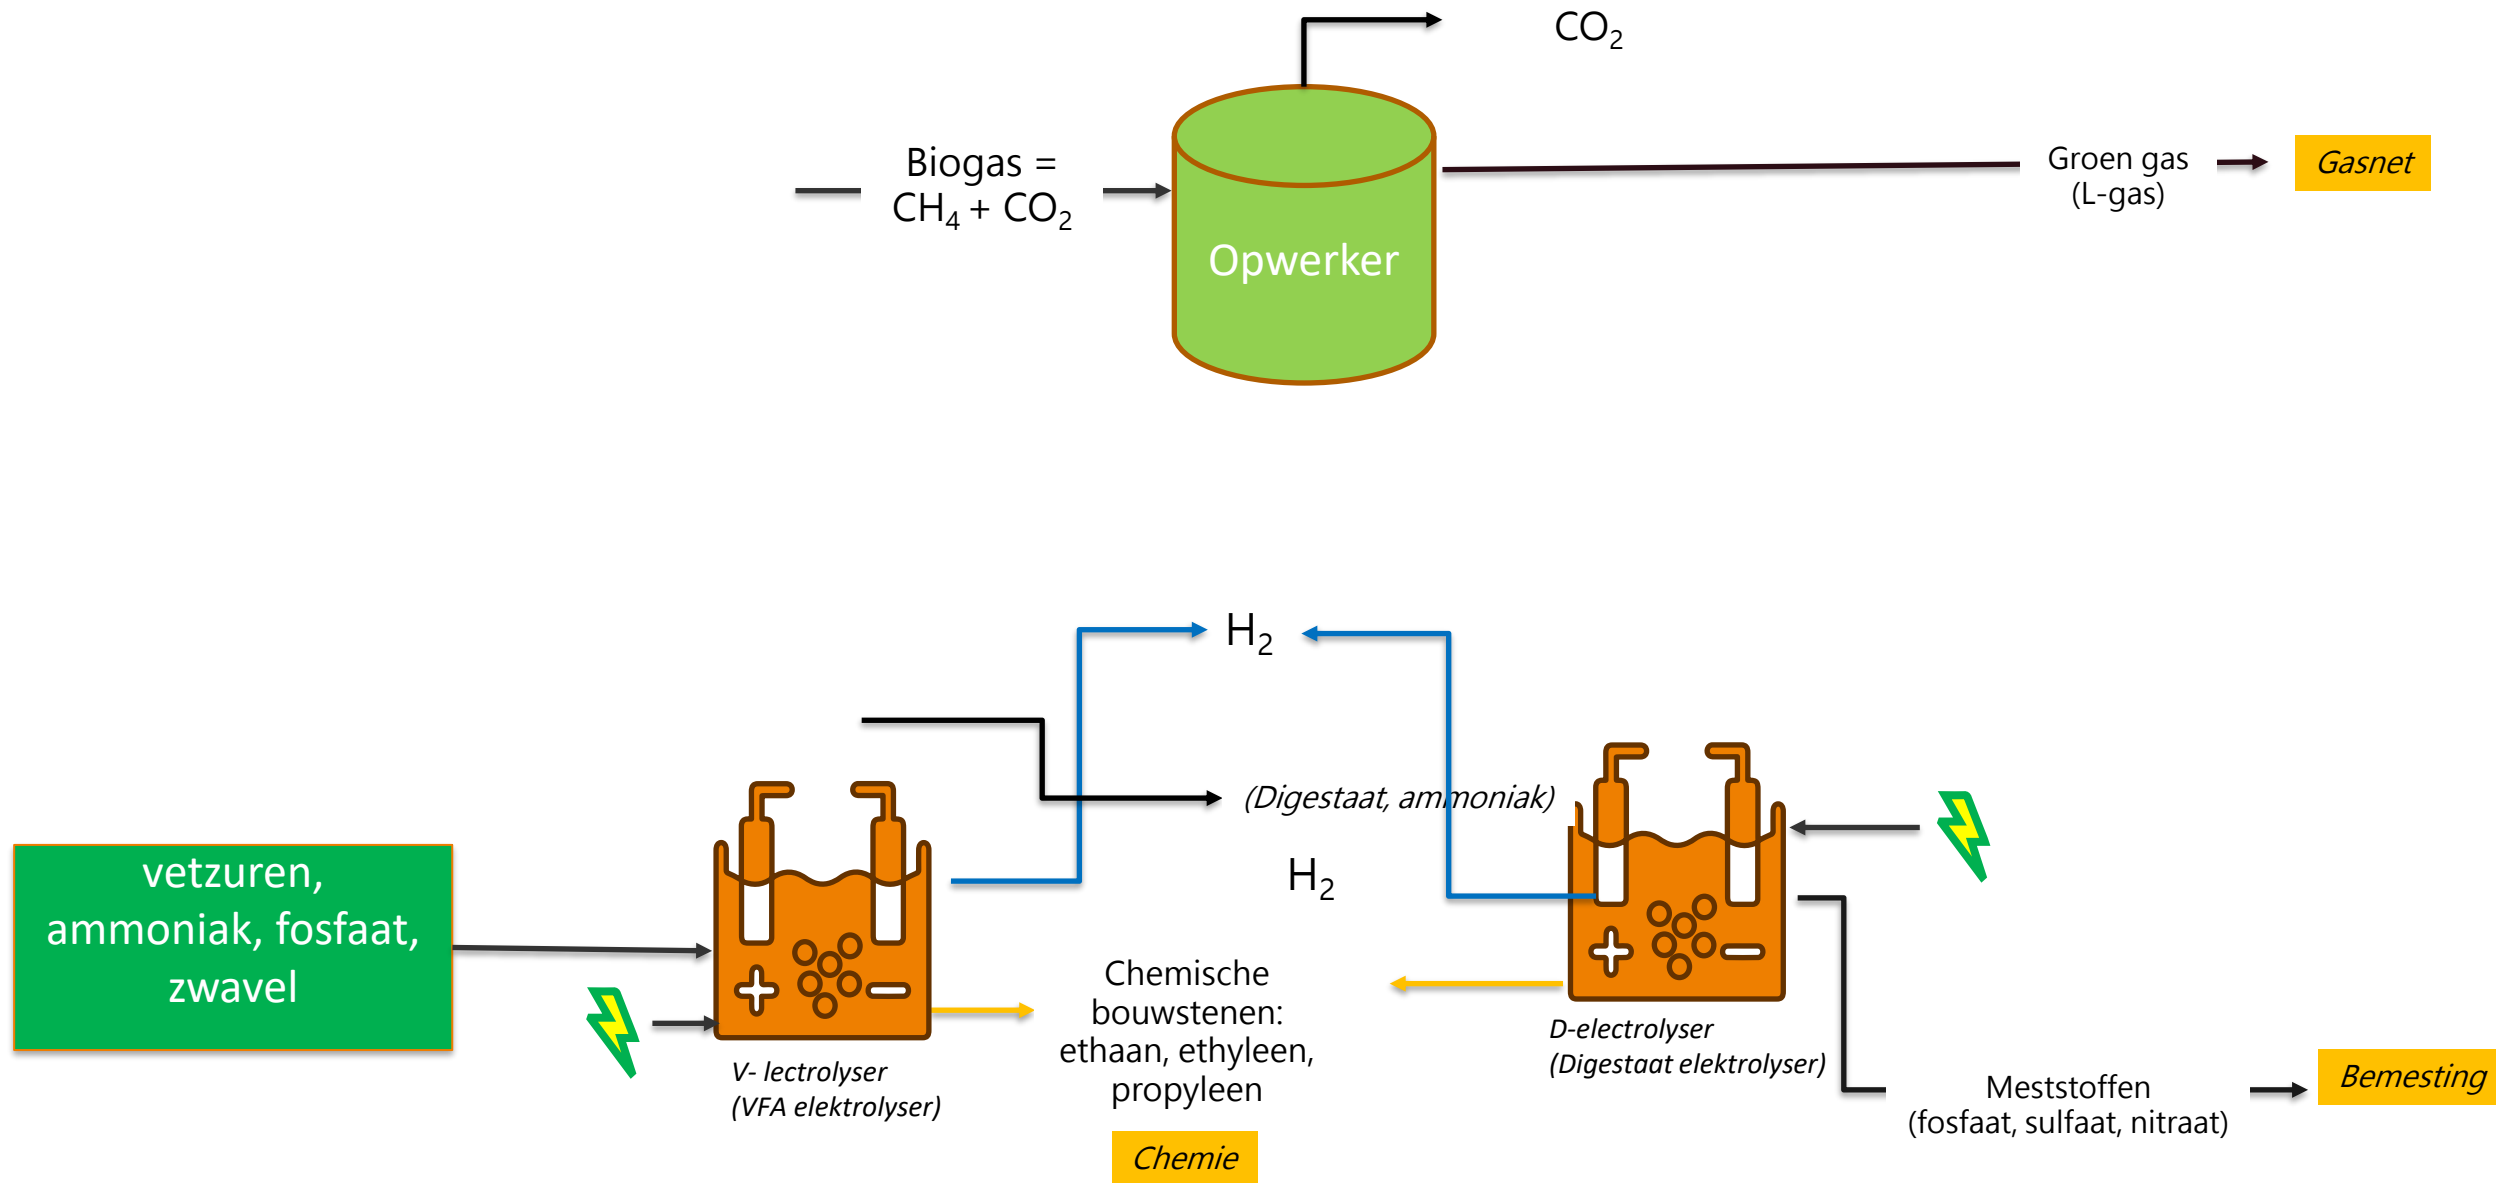 CO2
Biogas =
CH4 + CO2
Groen gas
(L-gas)
Gasnet
Opwerker
H2
(Digestaat, ammoniak)
H2
vetzuren,
ammoniak, fosfaat,
zwavel
Chemische
bouwstenen:
ethaan, ethyleen,
propyleen
Chemie
V- lectrolyser
(VFA elektrolyser)
D-electrolyser
(Digestaat elektrolyser)
Meststoffen
(fosfaat, sulfaat, nitraat)
Bemesting